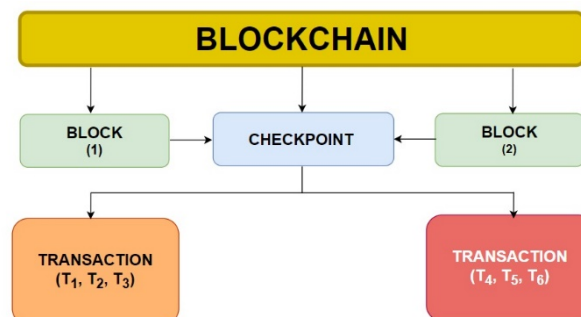 BLOCKCHAIN
BLOCK
(1)
CHECKPOINT
BLOCK
(2)
TRANSACTION
(T₁, T₂, T₃)
TRANSACTION
(T₄, T₅, T₆)